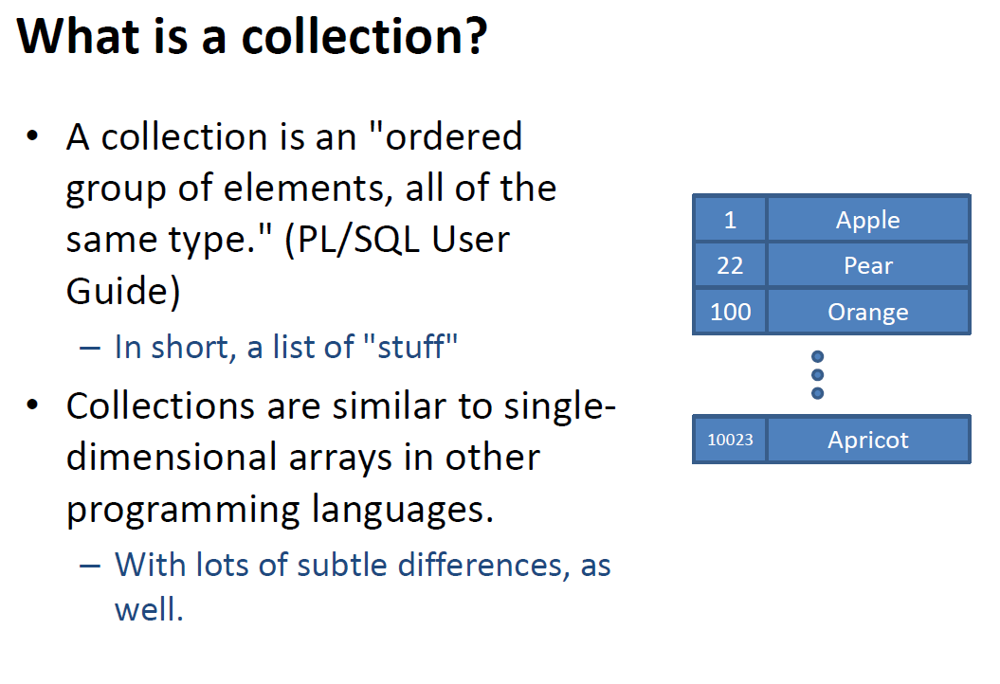 What is a collection?
• A collection is an "ordered
group of elements, all of the
same type." (PL/SQL User
Guide)
– In short, a list of "stuff"
• Collections are similar to single-
dimensional arrays in other
programming languages.
– With lots of subtle differences, as
well.
1 Apple
22 Pear
100 Orange
10023 Apricot